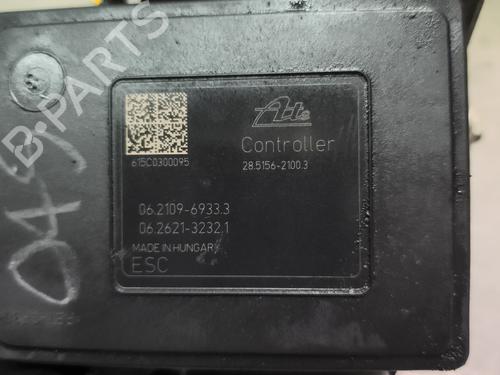 B-PARTS
Ate
615C0300095
Controller
28.5156-2100.3
06.2109-6933.3
06.2621-3232.1
MADE IN HUNGARY
ESC